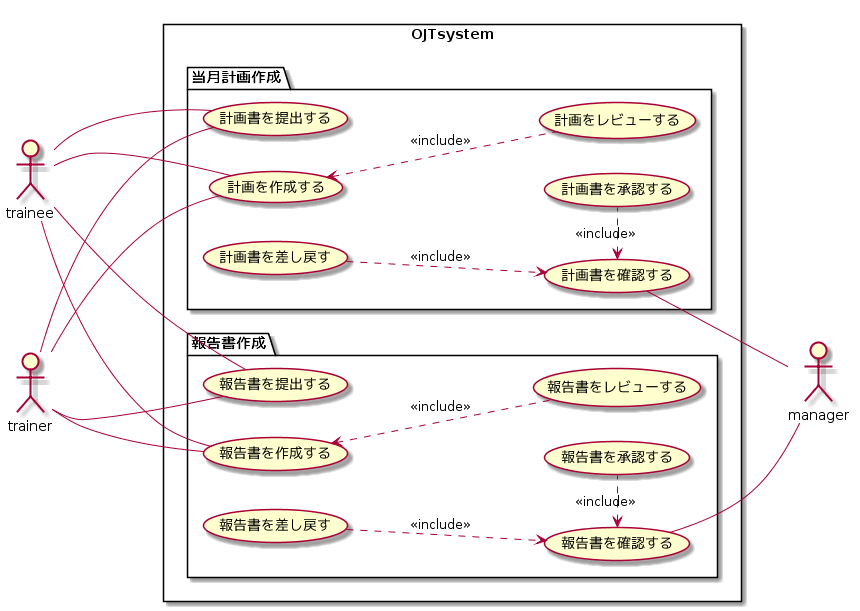 OJTsystem
当月計画作成
計画書を提出する
計画をレビューする
«include»
計画を作成する
計画書を承認する
«include»
計画書を差し戻す
«include»
計画書を確認する
trainee
報告書作成
報告書を提出する
報告書をレビューする
«include»
報告書を作成する
報告書を承認する
«include»
報告書を差し戻す
«include»
報告書を確認する
trainer
manager